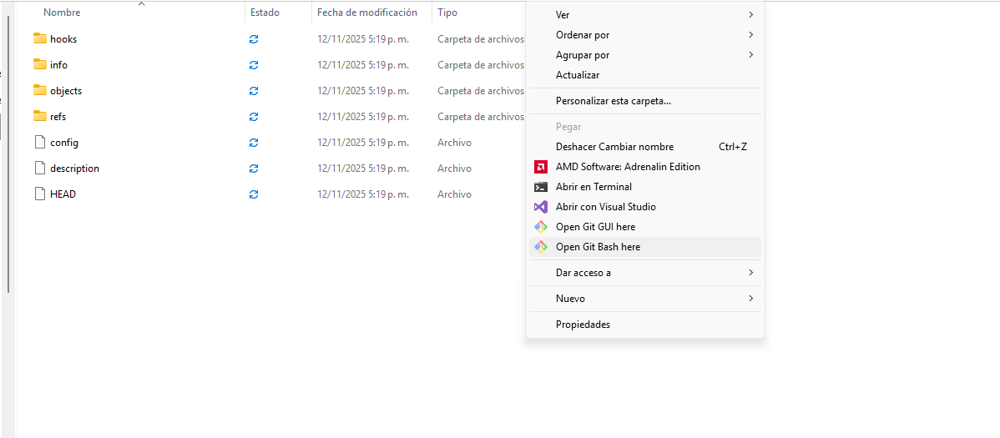 Nombre Estado Fecha de modificación Tipo
hooks 12/11/2025 5:19 p. m. Carpeta de archivos
info 12/11/2025 5:19 p. m. Carpeta de archivos
objects 12/11/2025 5:19 p. m. Carpeta de archivos
refs 12/11/2025 5:19 p. m. Carpeta de archivos
config 12/11/2025 5:19 p. m. Archivo
description 12/11/2025 5:19 p. m. Archivo
HEAD 12/11/2025 5:19 p. m. Archivo
Ver
Ordenar por
Agrupar por
Actualizar
Personalizar esta carpeta...
Pegar
Deshacer Cambiar nombre Ctrl+Z
AMD Software: Adrenalin Edition
Abrir en Terminal
Abrir con Visual Studio
Open Git GUI here
Open Git Bash here
Dar acceso a
Nuevo
Propiedades